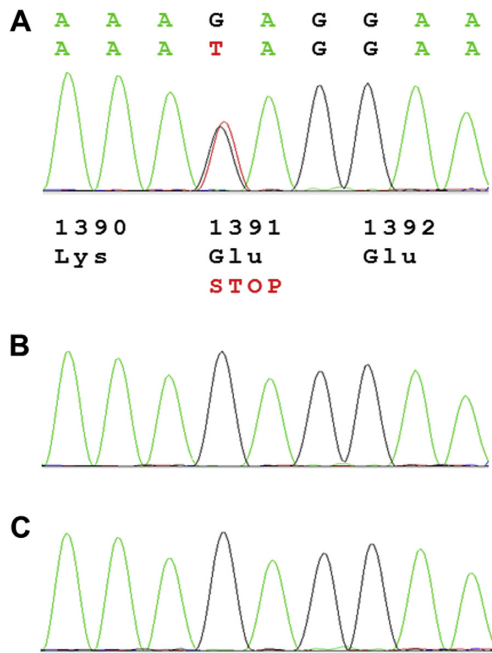 A A A A G A G G A A
A A A T A G G A A
1390 1391 1392
Lys Glu Glu
STOP
B
C